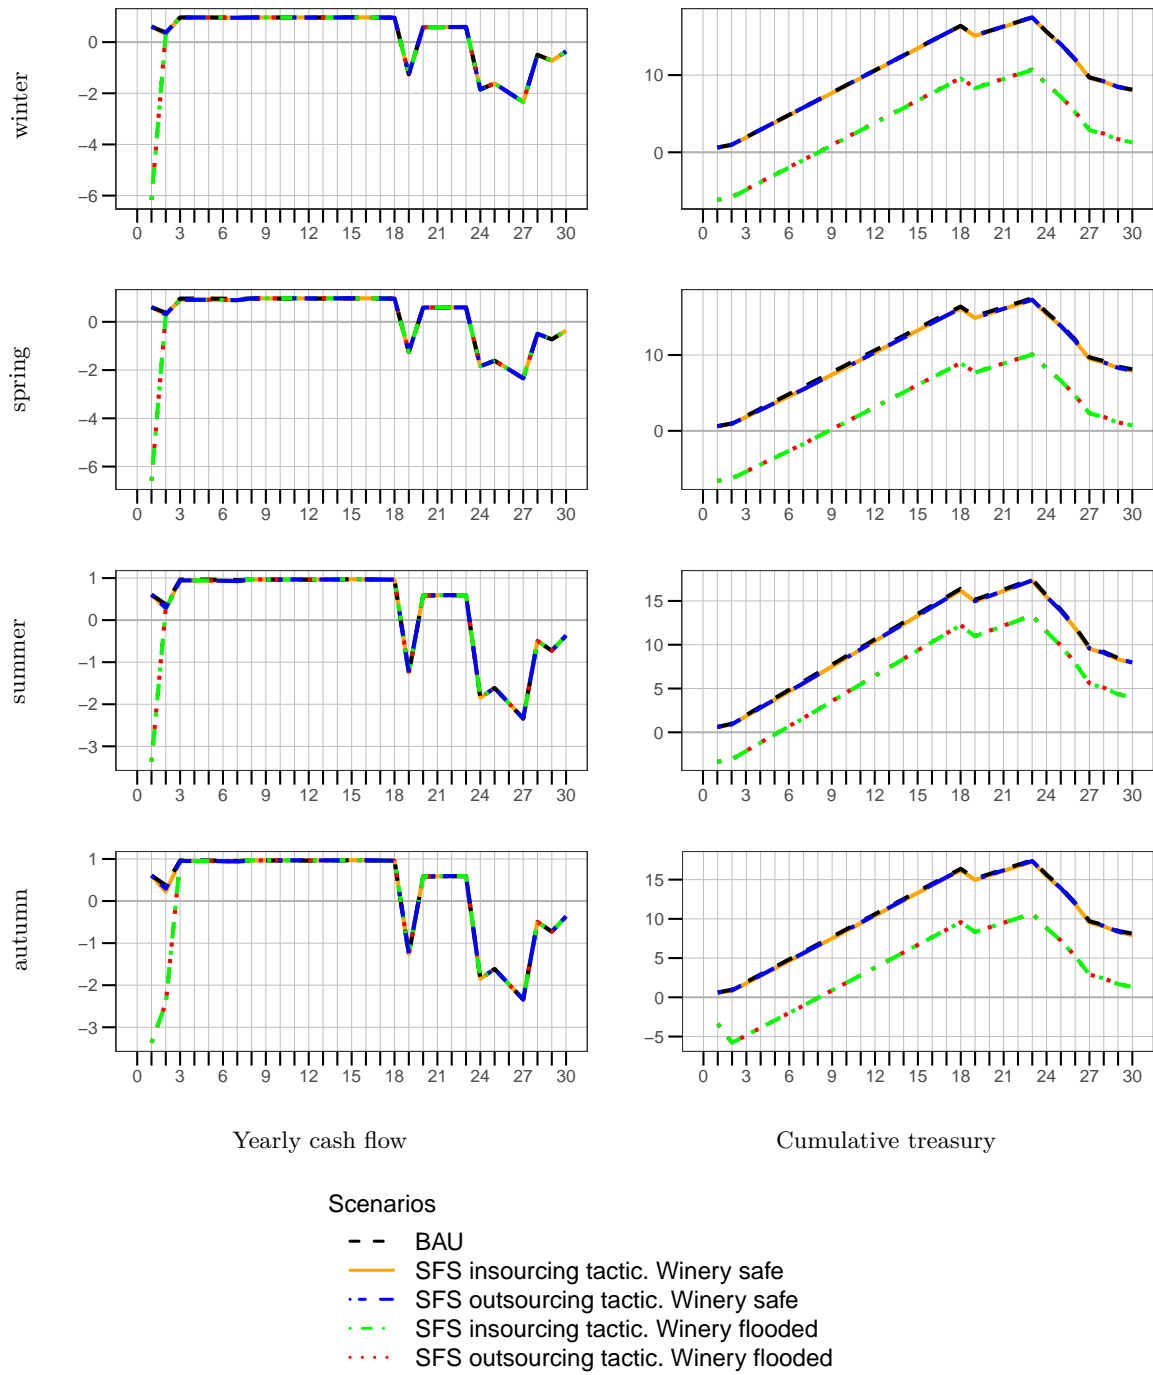 winter
0
−2
−4
−6
0 3 6 9 12 15 18 21 24 27 30
10
0
0 3 6 9 12 15 18 21 24 27 30
spring
0
−2
−4
−6
0 3 6 9 12 15 18 21 24 27 30
10
0
0 3 6 9 12 15 18 21 24 27 30
summer
1
0
−1
−2
−3
0 3 6 9 12 15 18 21 24 27 30
15
10
5
0
0 3 6 9 12 15 18 21 24 27 30
autumn
1
0
−1
−2
−3
0 3 6 9 12 15 18 21 24 27 30
15
10
5
0
−5
0 3 6 9 12 15 18 21 24 27 30
Yearly cash flow
Cumulative treasury
Scenarios
BAU
SFS insourcing tactic. Winery safe
SFS outsourcing tactic. Winery safe
SFS insourcing tactic. Winery flooded
SFS outsourcing tactic. Winery flooded